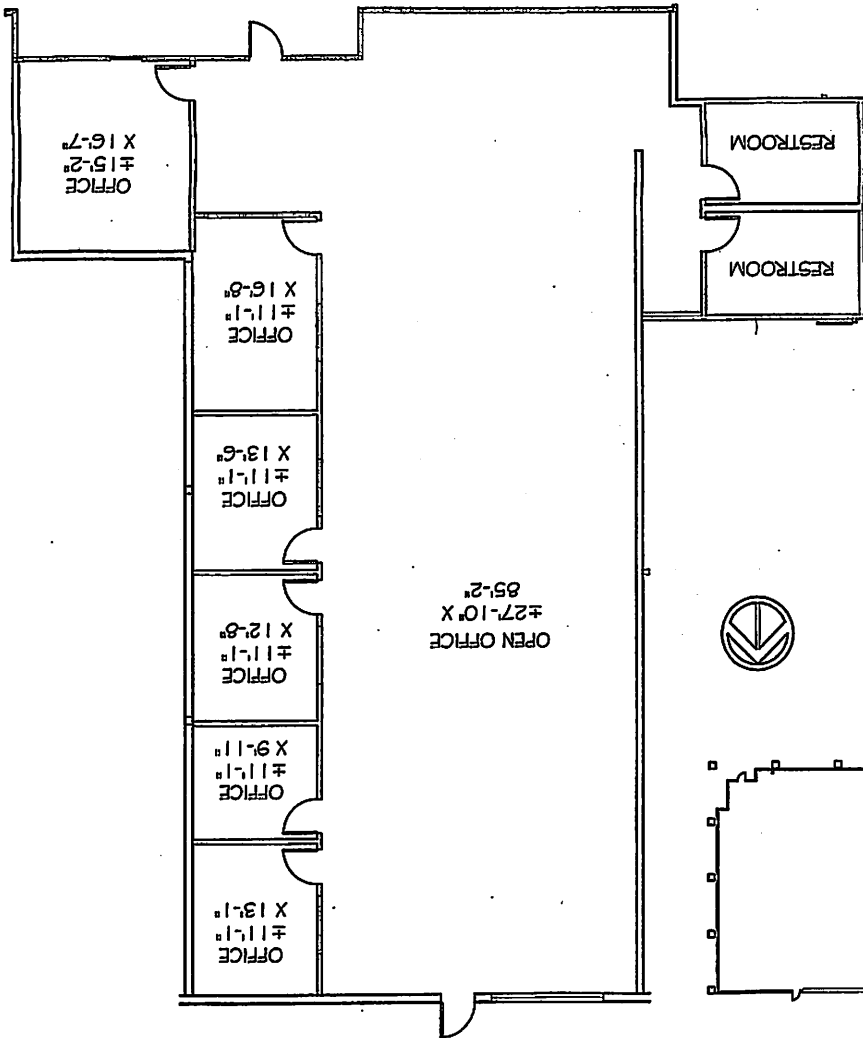 OFFICE
±11'-1"
X 13'-1"
OFFICE
±11'-1"
X 9'-11"
OFFICE
±11'-1"
X 12'-8"
OPEN OFFICE
±27'-10" X
85'-2"
OFFICE
±11'-1"
X 13'-6"
OFFICE
±11'-1"
X 16'-8"
RESTROOM
RESTROOM
OFFICE
±15'-2"
X 16'-7"